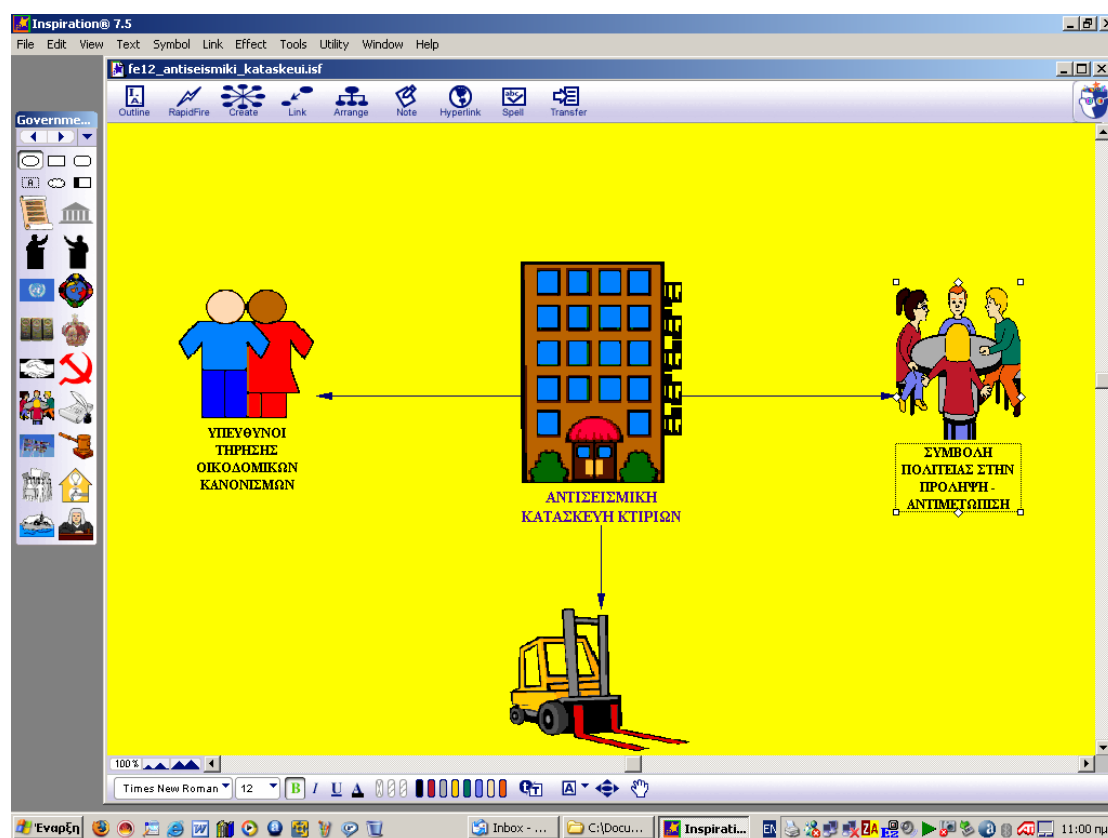 Inspiration® 7.5
File Edit View Text Symbol Link Effect Tools Utility Window Help
fe12_antiseismiki_kataskeui.isf
Outline RapidFire Create Link Arrange Note Hyperlink Spell Transfer
Governme...
ΥΠΕΥΘΥΝΟΙ
ΤΗΡΗΣΗΣ
ΟΙΚΟΔΟΜΙΚΩΝ
ΚΑΝΟΝΙΣΜΩΝ
ΑΝΤΙΣΕΙΣΜΙΚΗ
ΚΑΤΑΣΚΕΥΗ ΚΤΙΡΙΩΝ
ΣΥΜΒΟΛΗ
ΠΟΛΙΤΕΙΑΣ ΣΤΗΝ
ΠΡΟΛΗΨΗ -
ΑΝΤΙΜΕΤΩΠΙΣΗ
100%
Times New Roman 12 B I U A
Έναρξη Inbox - ... C:\Docu... Inspirati... EN 11:00 πμ